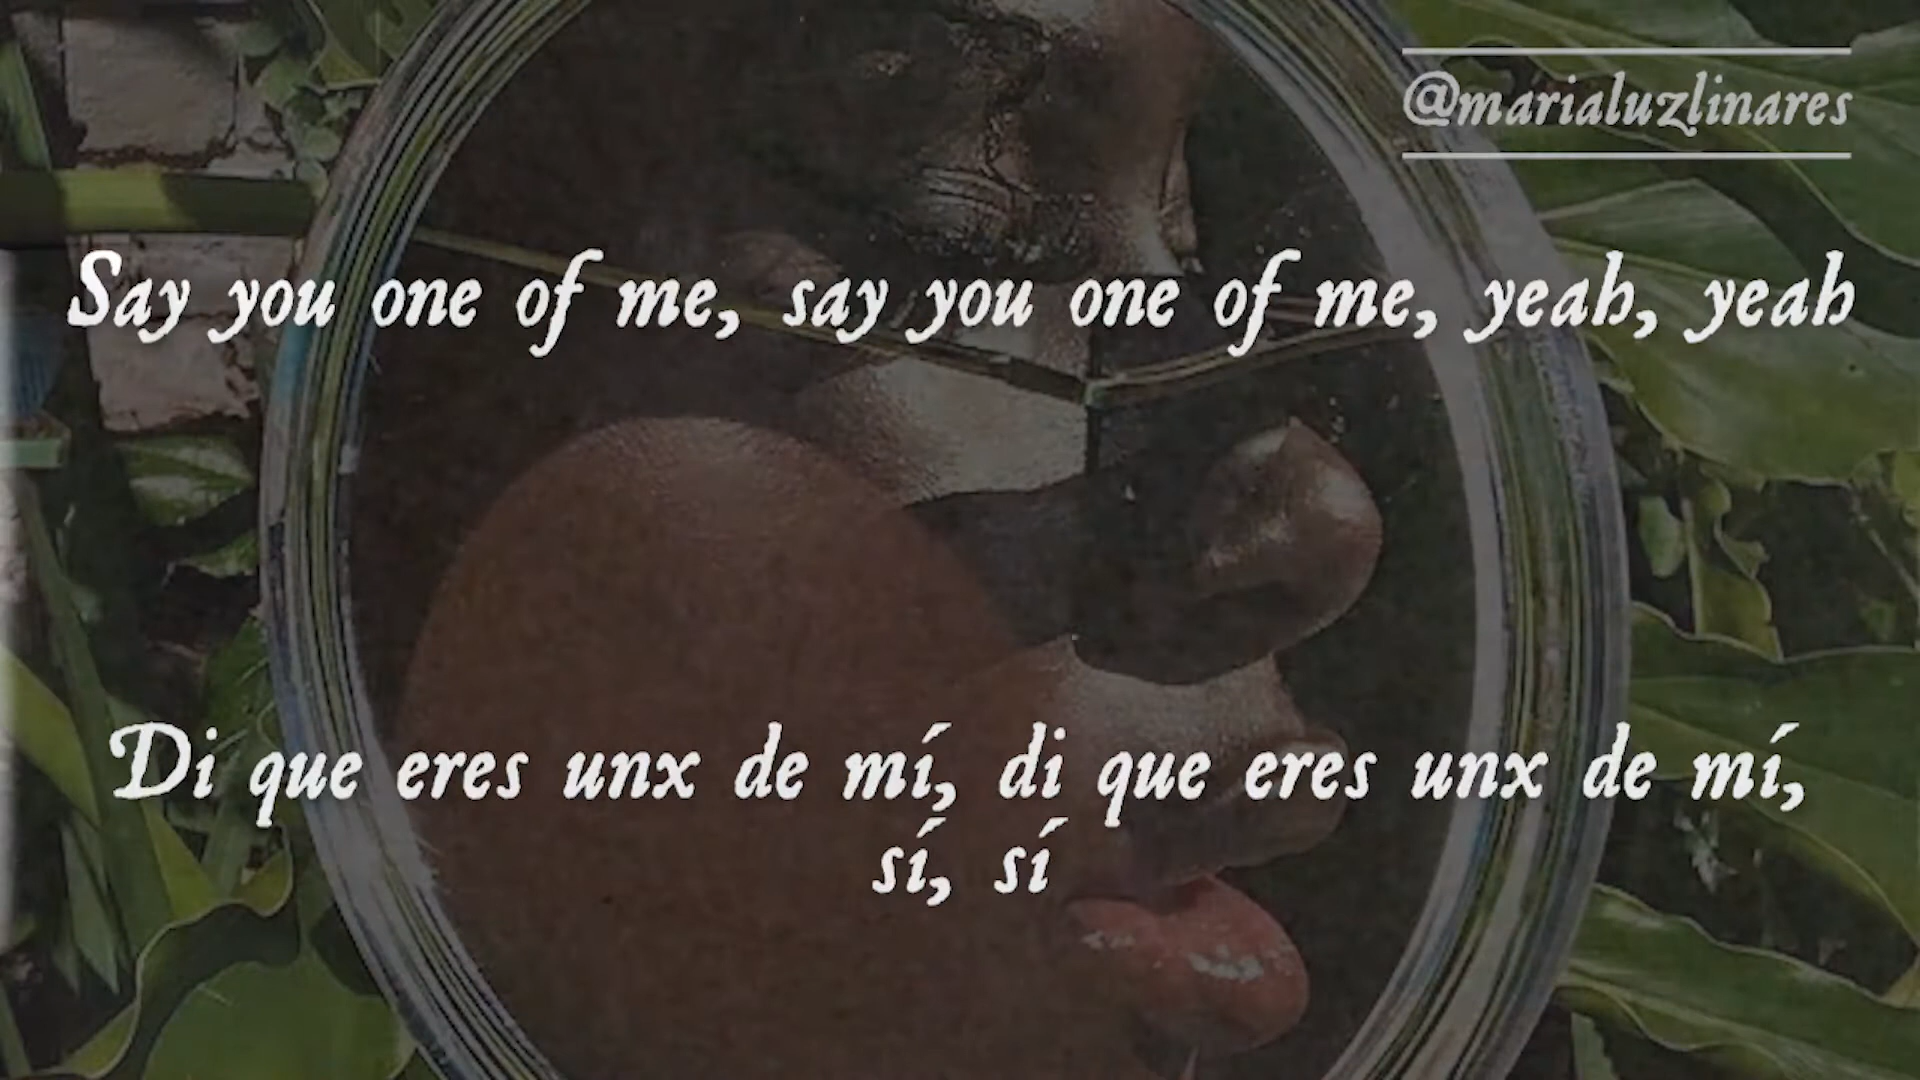 @marialuzlinares
Say you one of me, say you one of me, yeah, yeah
Di que eres unx de mí, di que eres unx de mí,
sí, sí